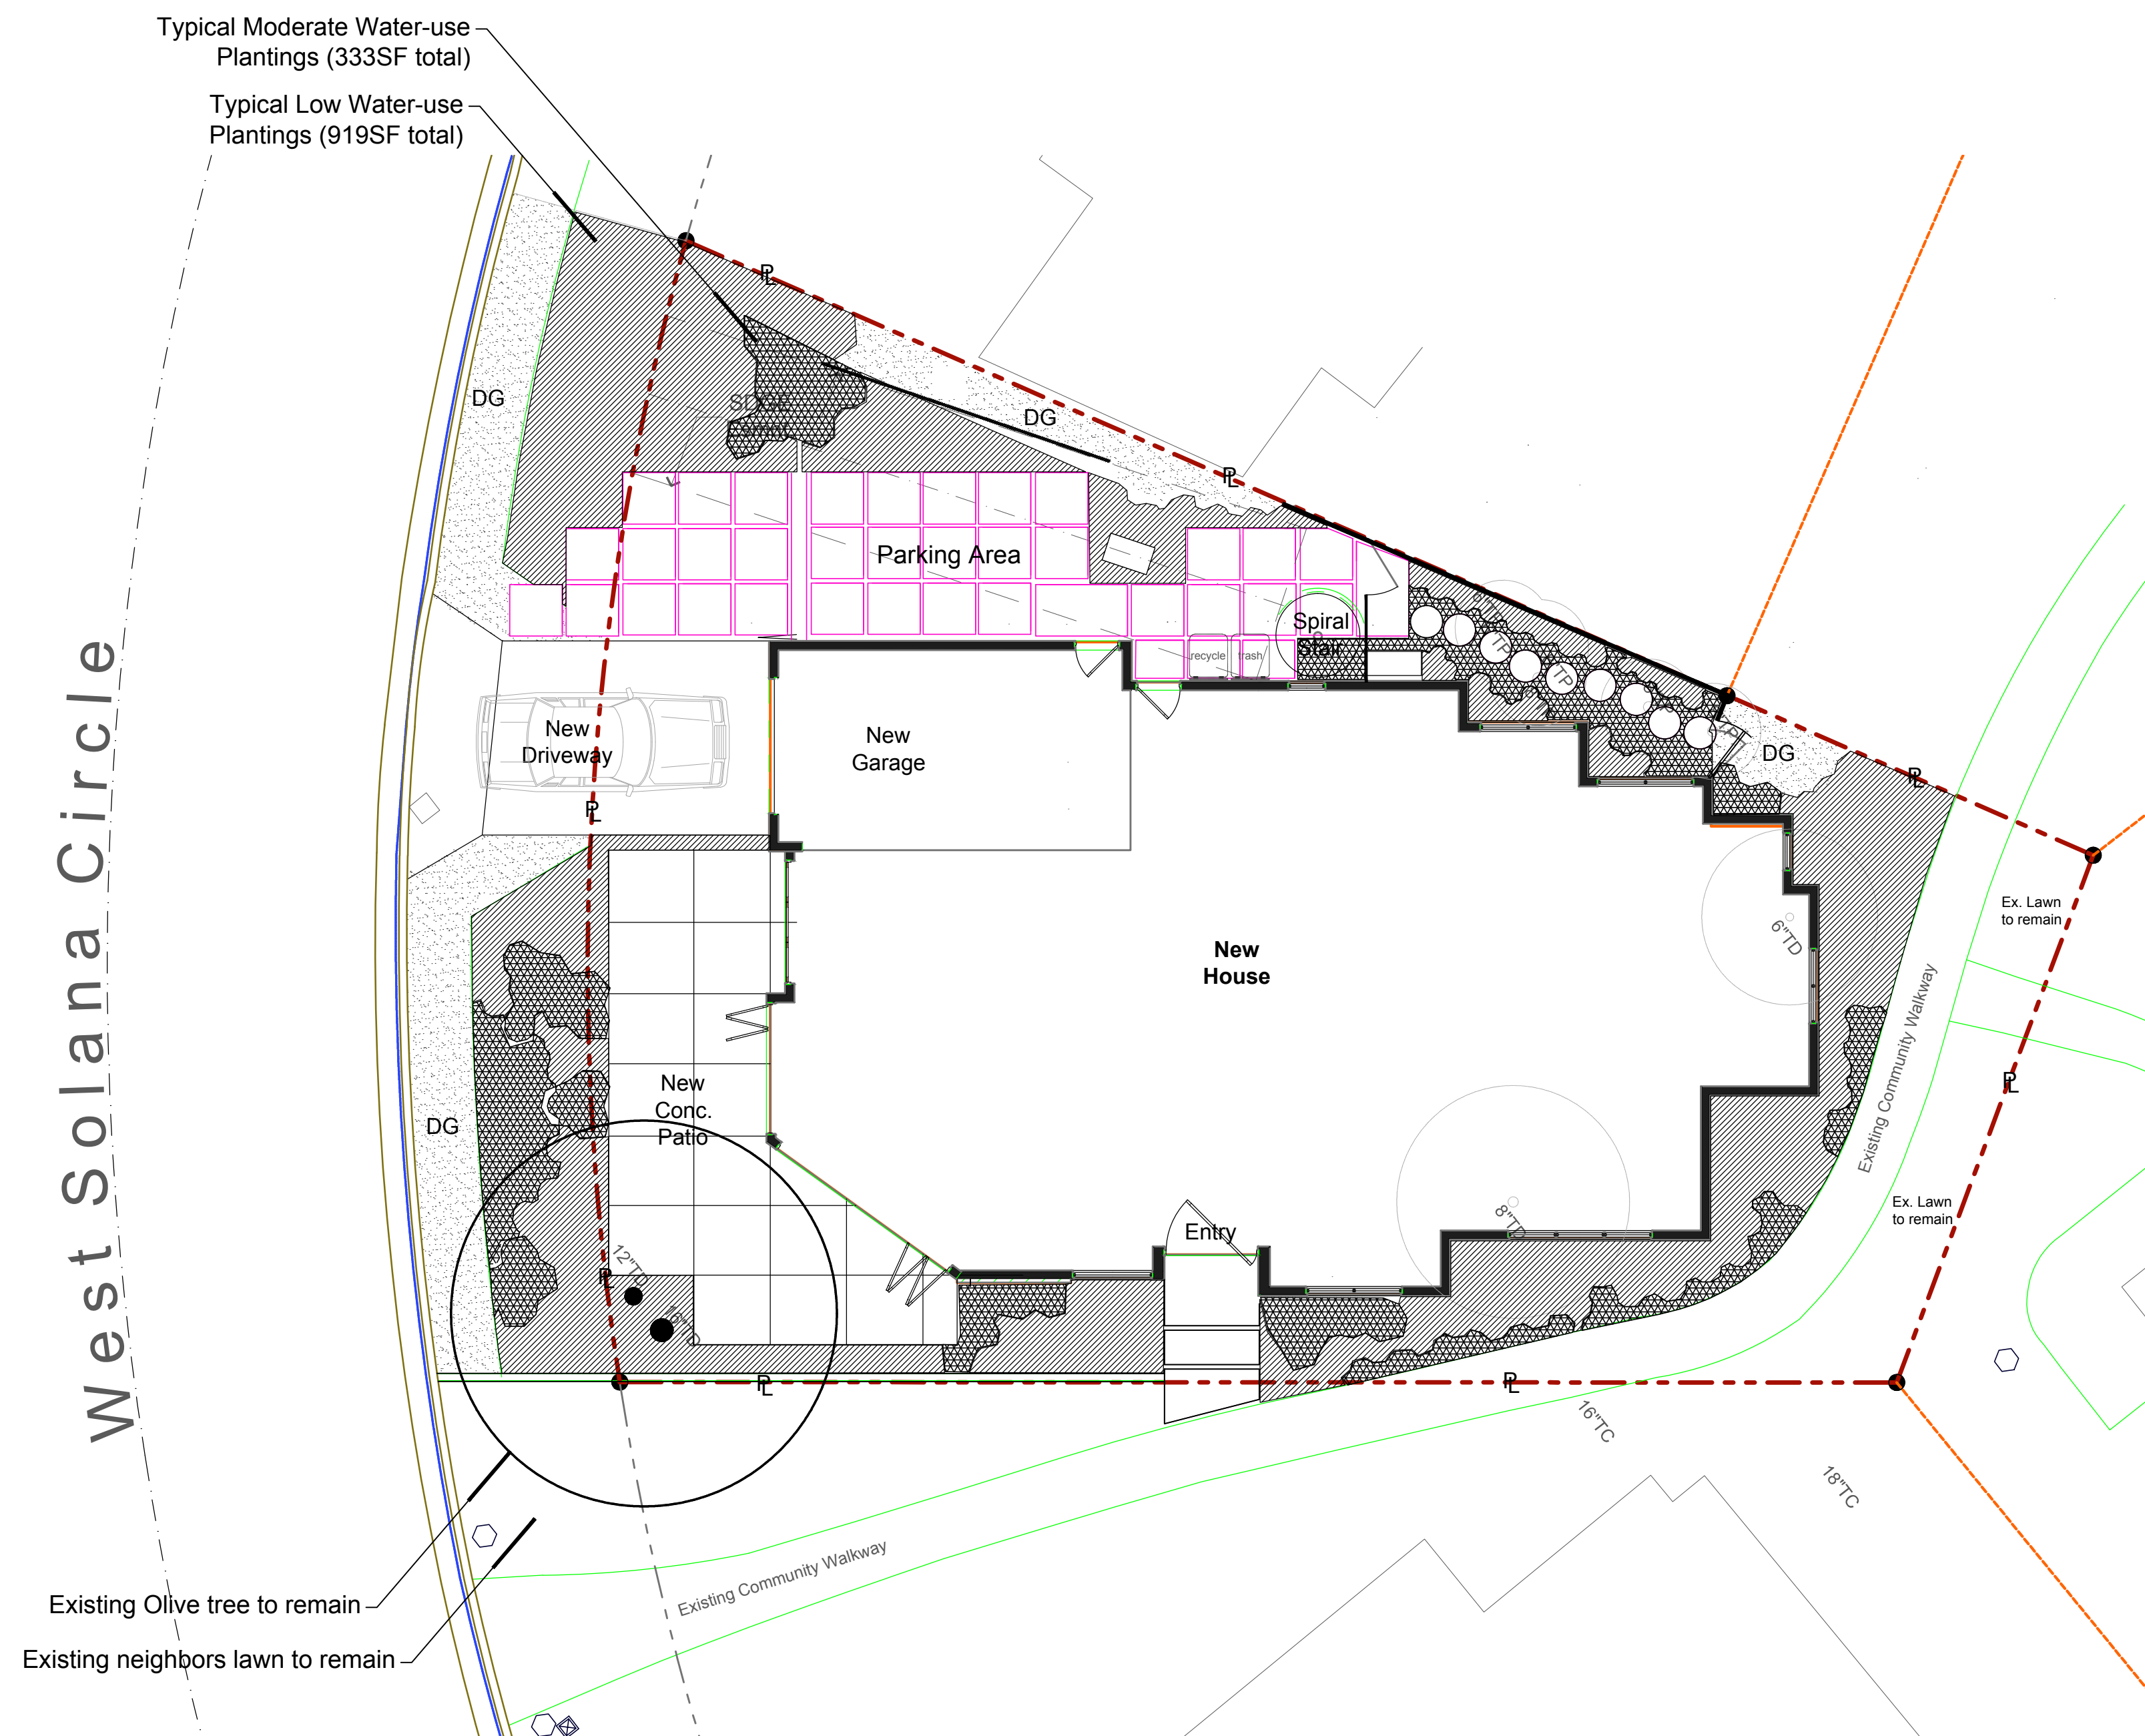 Typical Moderate Water-use
Plantings (333SF total)
Typical Low Water-use
Plantings (919SF total)
PL
DG
SDGE
DG
PL
Parking Area
Spiral
Stair
recycle
trash
New
Driveway
New
Garage
DG
PL
PL
West Solana Circle
Ex. Lawn
to remain
6"TD
New
House
Existing Community Walkway
PL
New
Conc.
Patio
DG
Ex. Lawn
to remain
Entry
8"TD
12"TD
PL
16"TD
PL
PL
16"TC
18"TC
Existing Community Walkway
Existing Olive tree to remain
Existing neighbors lawn to remain